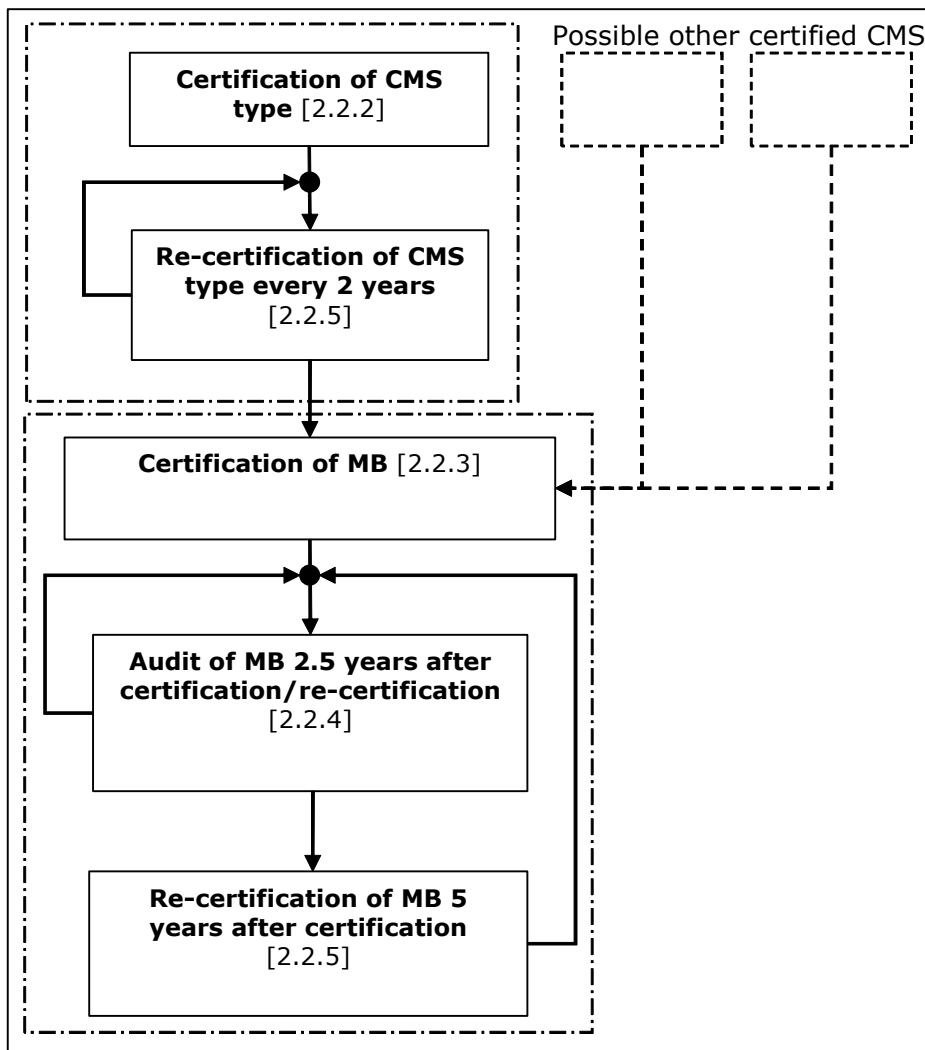 Possible other certified CMS
Certification of CMS
type [2.2.2]
Re-certification of CMS
type every 2 years
[2.2.5]
Certification of MB [2.2.3]
Audit of MB 2.5 years after
certification/re-certification
[2.2.4]
Re-certification of MB 5
years after certification
[2.2.5]